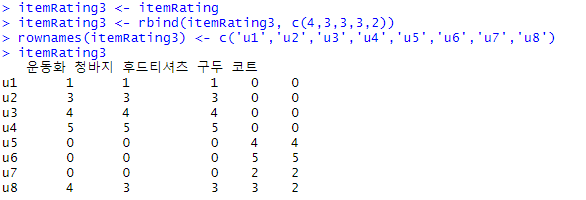 > itemRating3 <- itemRating
> itemRating3 <- rbind(itemRating3, c(4,3,3,3,2))
> rownames(itemRating3) <- c('u1','u2','u3','u4','u5','u6','u7','u8')
> itemRating3
운동화 청바지 후드티셔츠 구두 코트
u1 1 1 1 0 0
u2 3 3 3 0 0
u3 4 4 4 0 0
u4 5 5 5 0 0
u5 0 0 0 4 4
u6 0 0 0 5 5
u7 0 0 0 2 2
u8 4 3 3 3 2